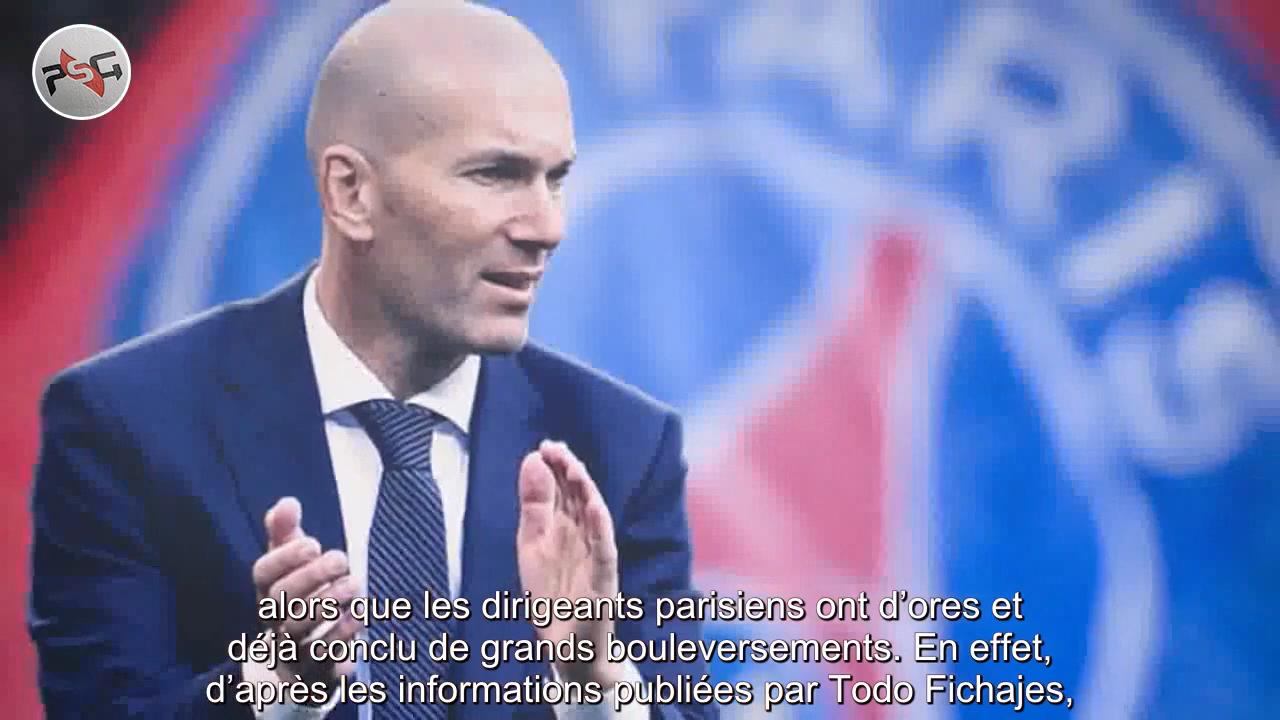 PSG
PARIS
alors que les dirigeants parisiens ont d’ores et
déjà conclu de grands bouleversements. En effet,
d’après les informations publiées par Todo Fichajes,